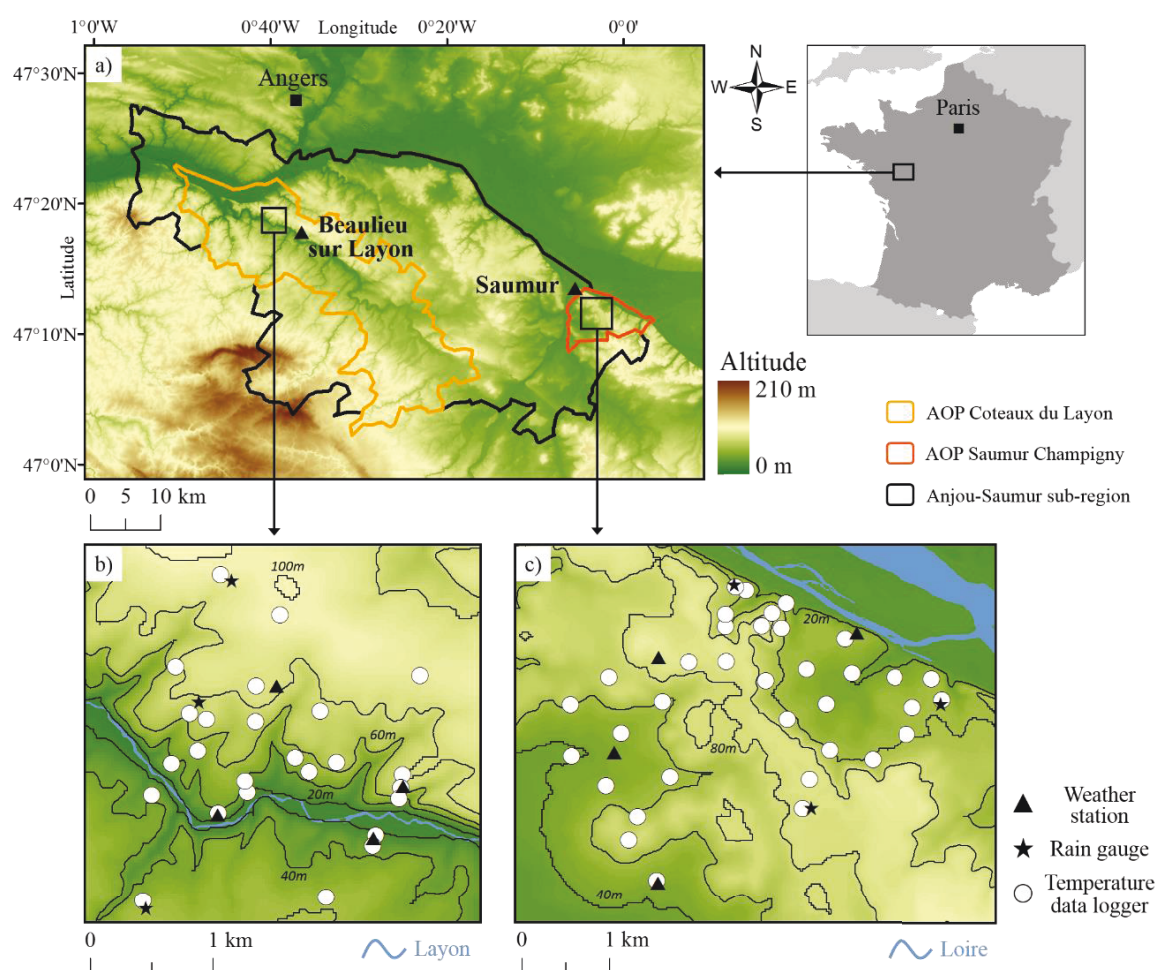 1°0'W
0°40'W
Longitude
0°20'W
0°0'
47°30'N
47°20'N
47°10'N
47°0'N
Latitude
a)
Angers
Beaulieu
sur Layon
Saumur
0 5 10 km
N
W E
S
Paris
Altitude
210 m
0 m
AOP Coteaux du Layon
AOP Saumur Champigny
Anjou-Saumur sub-region
b)
100m
60m
20m
40m
0 1 km
Layon
c)
20m
80m
40m
0 1 km
Loire
Weather
station
Rain gauge
Temperature
data logger